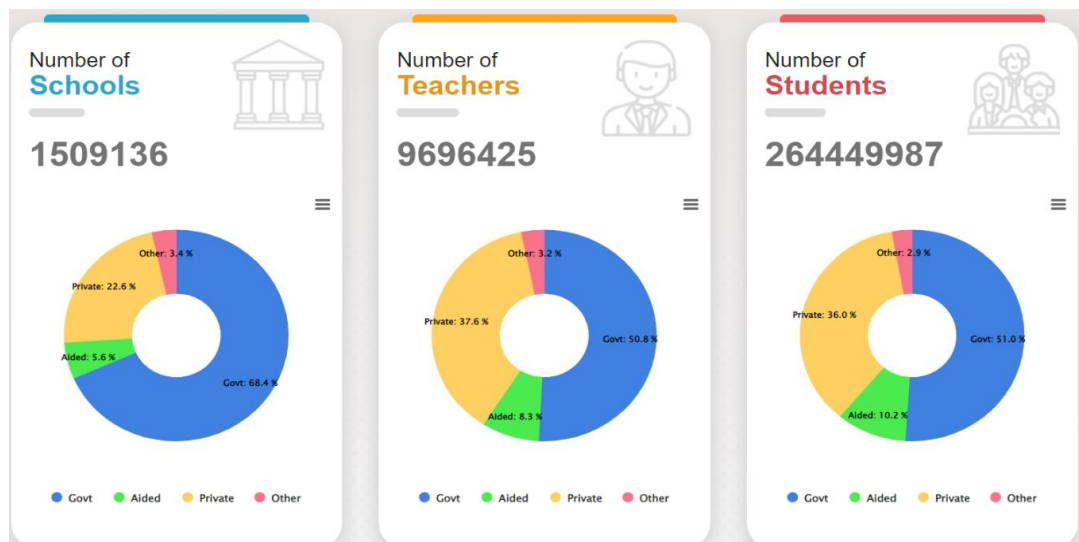 Number of
Schools
1509136
Other: 3.4 %
Private: 22.6 %
Aided: 5.6 %
Govt: 68.4 %
Govt Aided Private Other
Number of
Teachers
9696425
Other: 3.2 %
Private: 37.6 %
Govt: 50.8 %
Aided: 8.3 %
Govt Aided Private Other
Number of
Students
264449987
Other: 2.9 %
Private: 36.0 %
Govt: 51.0 %
Aided: 10.2 %
Govt Aided Private Other